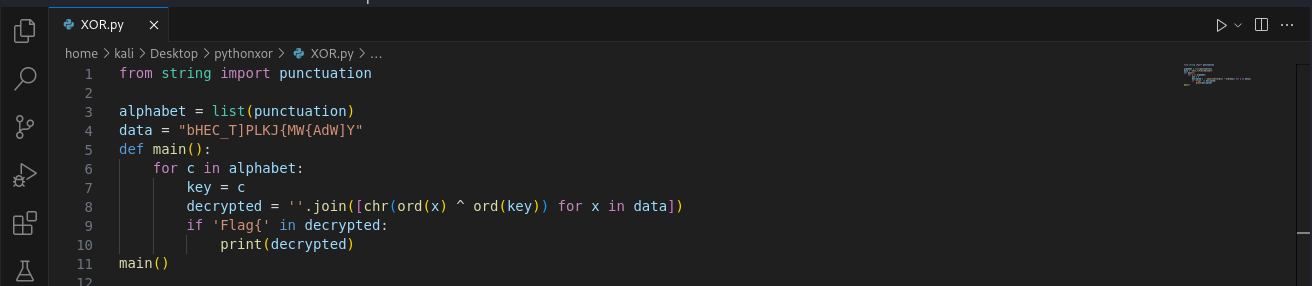 XOR.py
home > kali > Desktop > pythonxor > XOR.py > ...
1 from string import punctuation
2
3 alphabet = list(punctuation)
4 data = "bHEC_T]PLKJ{MW{AdW]Y"
5 def main():
6     for c in alphabet:
7         key = c
8         decrypted = ''.join([chr(ord(x) ^ ord(key)) for x in data])
9         if 'Flag{' in decrypted:
10             print(decrypted)
11 main()
12